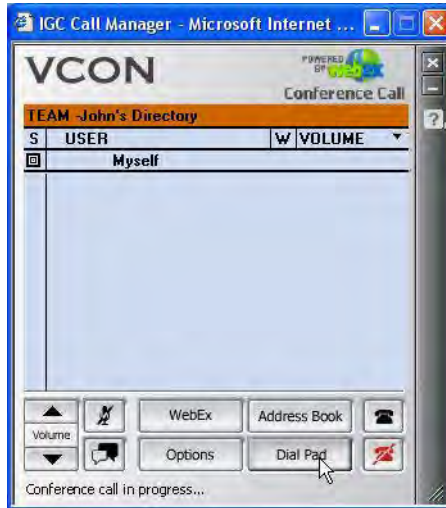 IGC Call Manager - Microsoft Internet ...
VCON
POWERED
BY WebEx
Conference Call
TEAM -John's Directory
S USER W VOLUME
Myself
WebEx Address Book
Volume
Options Dial Pad
Conference call in progress...